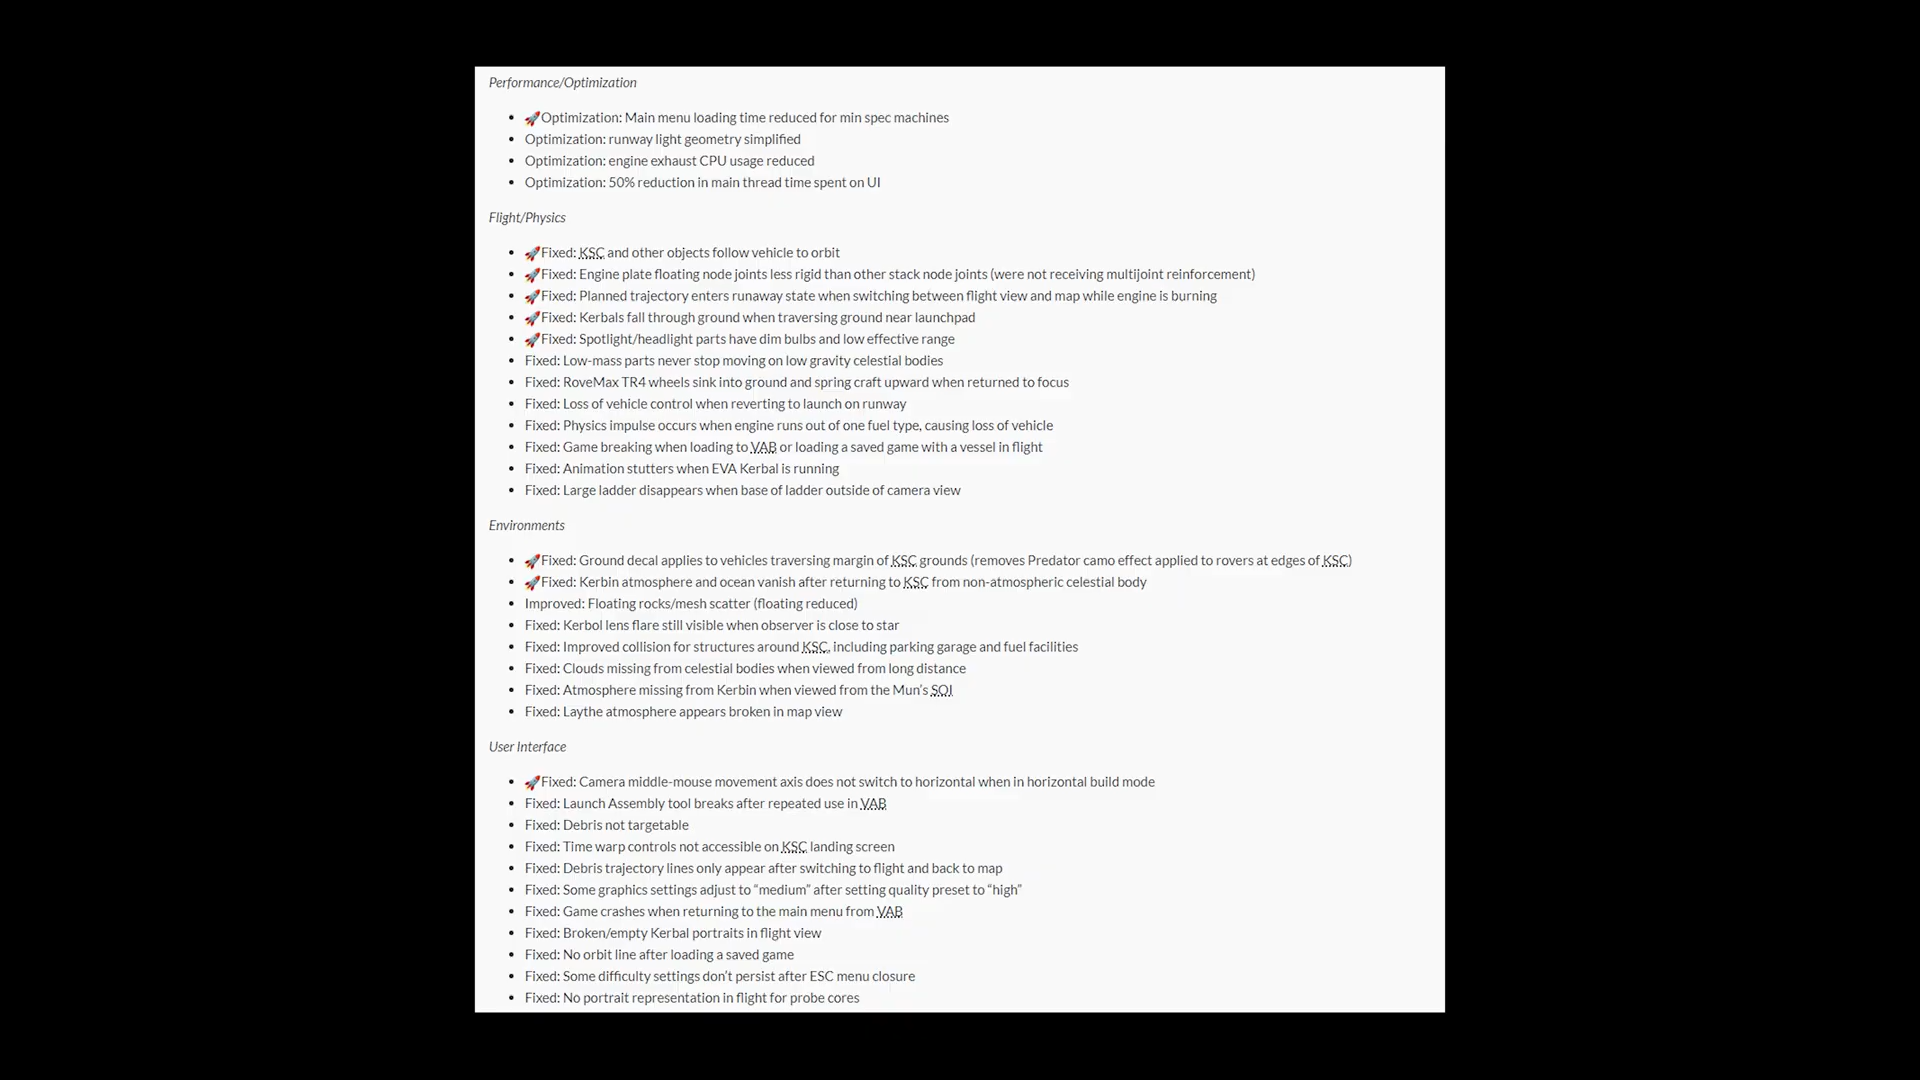 Performance/Optimization
• 🚀Optimization: Main menu loading time reduced for min spec machines
• Optimization: runway light geometry simplified
• Optimization: engine exhaust CPU usage reduced
• Optimization: 50% reduction in main thread time spent on UI
Flight/Physics
• 🚀Fixed: KSC and other objects follow vehicle to orbit
• 🚀Fixed: Engine plate floating node joints less rigid than other stack node joints (were not receiving multijoint reinforcement)
• 🚀Fixed: Planned trajectory enters runaway state when switching between flight view and map while engine is burning
• 🚀Fixed: Kerbals fall through ground when traversing ground near launchpad
• 🚀Fixed: Spotlight/headlight parts have dim bulbs and low effective range
• Fixed: Low-mass parts never stop moving on low gravity celestial bodies
• Fixed: RoveMax TR4 wheels sink into ground and spring craft upward when returned to focus
• Fixed: Loss of vehicle control when reverting to launch on runway
• Fixed: Physics impulse occurs when engine runs out of one fuel type, causing loss of vehicle
• Fixed: Game breaking when loading to VAB or loading a saved game with a vessel in flight
• Fixed: Animation stutters when EVA Kerbal is running
• Fixed: Large ladder disappears when base of ladder outside of camera view
Environments
• 🚀Fixed: Ground decal applies to vehicles traversing margin of KSC grounds (removes Predator camo effect applied to rovers at edges of KSC)
• 🚀Fixed: Kerbin atmosphere and ocean vanish after returning to KSC from non-atmospheric celestial body
• Improved: Floating rocks/mesh scatter (floating reduced)
• Fixed: Kerbol lens flare still visible when observer is close to star
• Fixed: Improved collision for structures around KSC, including parking garage and fuel facilities
• Fixed: Clouds missing from celestial bodies when viewed from long distance
• Fixed: Atmosphere missing from Kerbin when viewed from the Mun's SOI
• Fixed: Laythe atmosphere appears broken in map view
User Interface
• 🚀Fixed: Camera middle-mouse movement axis does not switch to horizontal when in horizontal build mode
• Fixed: Launch Assembly tool breaks after repeated use in VAB
• Fixed: Debris not targetable
• Fixed: Time warp controls not accessible on KSC landing screen
• Fixed: Debris trajectory lines only appear after switching to flight and back to map
• Fixed: Some graphics settings adjust to “medium” after setting quality preset to “high”
• Fixed: Game crashes when returning to the main menu from VAB
• Fixed: Broken/empty Kerbal portraits in flight view
• Fixed: No orbit line after loading a saved game
• Fixed: Some difficulty settings don't persist after ESC menu closure
• Fixed: No portrait representation in flight for probe cores